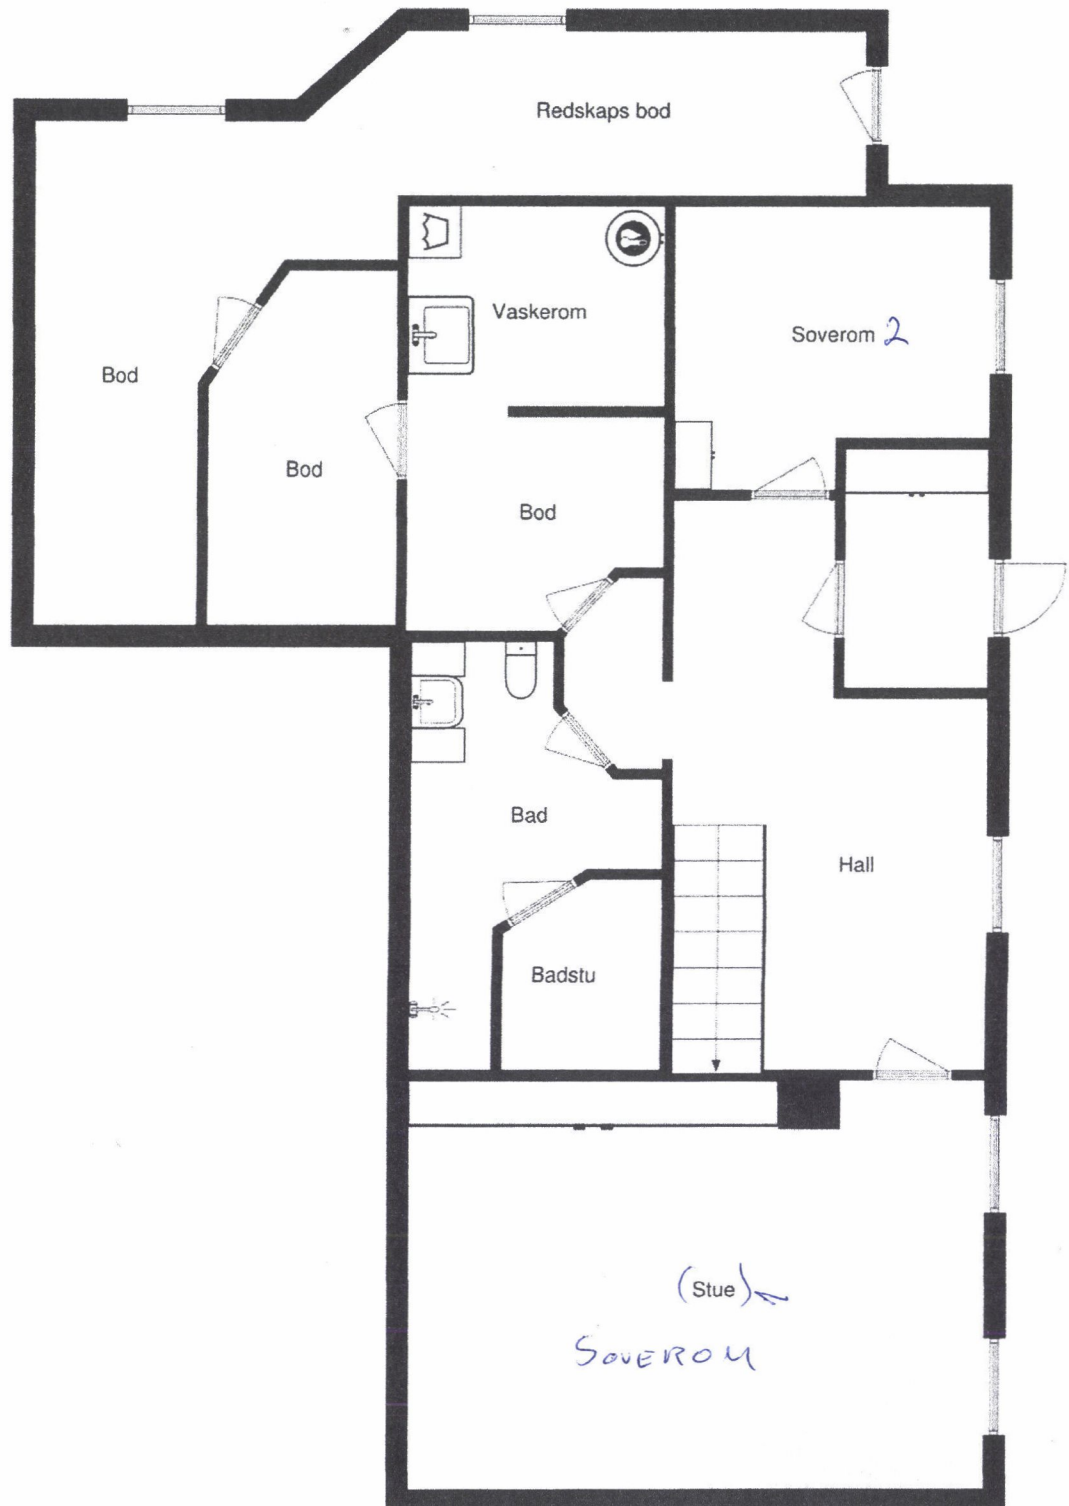 Redskaps bod
Vaskerom
Soverom 2
Bod
Bod
Bod
Bad
Hall
Badstu
(Stue)
SOVEROM